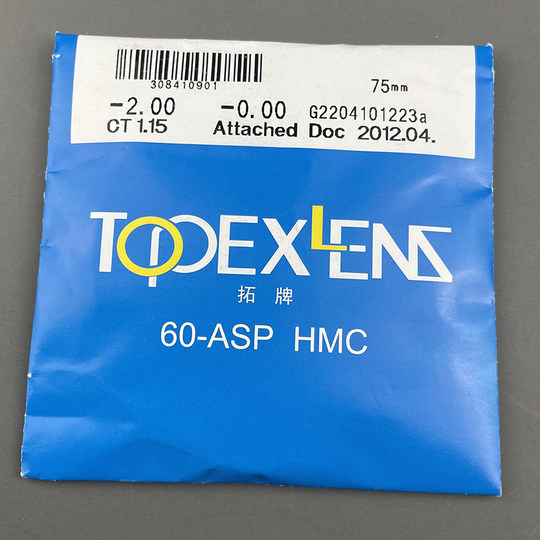 308410901
75mm
-2.00 -0.00 G2204101223a
CT 1.15 Attached Doc 2012.04.
TOPOEXLENS
拓牌
60-ASP HMC